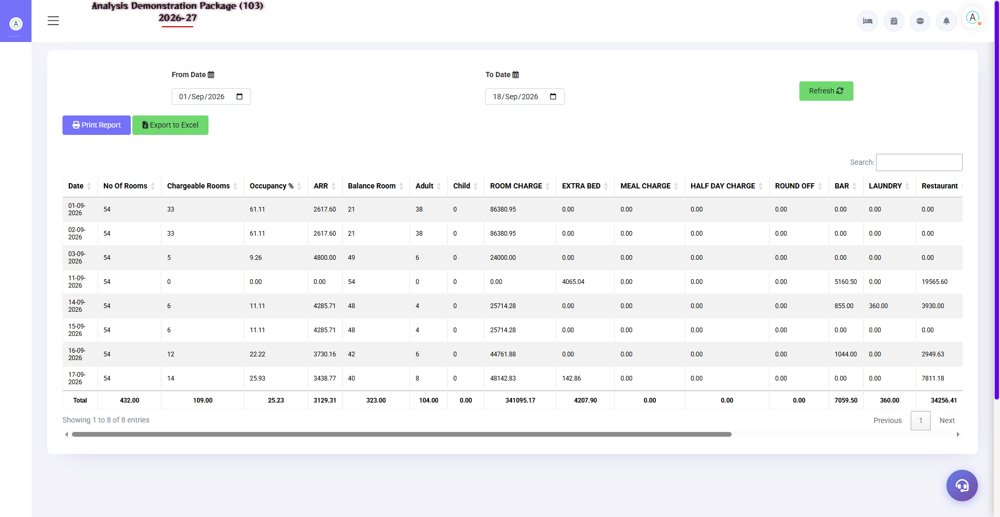 Analysis Demonstration Package (103)
2026-27
A
A
From Date
To Date
01/Sep/2026
18/Sep/2026
Refresh
Print Report
Export to Excel
Search:
Date No Of Rooms Chargeable Rooms Occupancy % ARR Balance Room Adult Child ROOM CHARGE EXTRA BED MEAL CHARGE HALF DAY CHARGE ROUND OFF BAR LAUNDRY Restaurant
01-09-2026 54 33 61.11 2617.60 21 38 0 86380.95 0.00 0.00 0.00 0.00 0.00 0.00 0.00
02-09-2026 54 33 61.11 2617.60 21 38 0 86380.95 0.00 0.00 0.00 0.00 0.00 0.00 0.00
03-09-2026 54 5 9.26 4800.00 49 6 0 24000.00 0.00 0.00 0.00 0.00 0.00 0.00 0.00
11-09-2026 54 0 0.00 0.00 54 0 0 0.00 4065.04 0.00 0.00 0.00 5160.50 0.00 19565.60
14-09-2026 54 6 11.11 4285.71 48 4 0 25714.28 0.00 0.00 0.00 0.00 855.00 360.00 3930.00
15-09-2026 54 6 11.11 4285.71 48 4 0 25714.28 0.00 0.00 0.00 0.00 0.00 0.00 0.00
16-09-2026 54 12 22.22 3730.16 42 6 0 44761.88 0.00 0.00 0.00 0.00 1044.00 0.00 2949.63
17-09-2026 54 14 25.93 3438.77 40 8 0 48142.83 142.86 0.00 0.00 0.00 0.00 0.00 7811.18
Total 432.00 109.00 25.23 3129.31 323.00 104.00 0.00 341095.17 4207.90 0.00 0.00 0.00 7059.50 360.00 34256.41
Showing 1 to 8 of 8 entries
Previous 1 Next